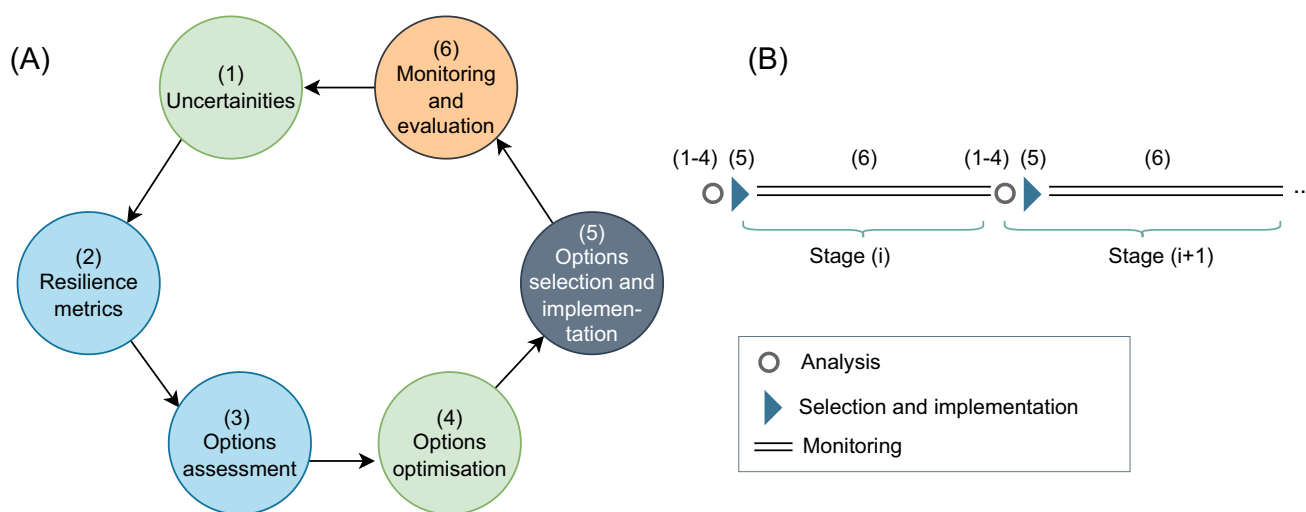 (A)
(1)
Uncertainities
(6)
Monitoring
and
evaluation
(2)
Resilience
metrics
(5)
Options
selection and
implemen-
tation
(3)
Options
assessment
(4)
Options
optimisation
(B)
(1-4) (5) (6) (1-4) (5) (6)
..
Stage (i) Stage (i+1)
Analysis
Selection and implementation
Monitoring